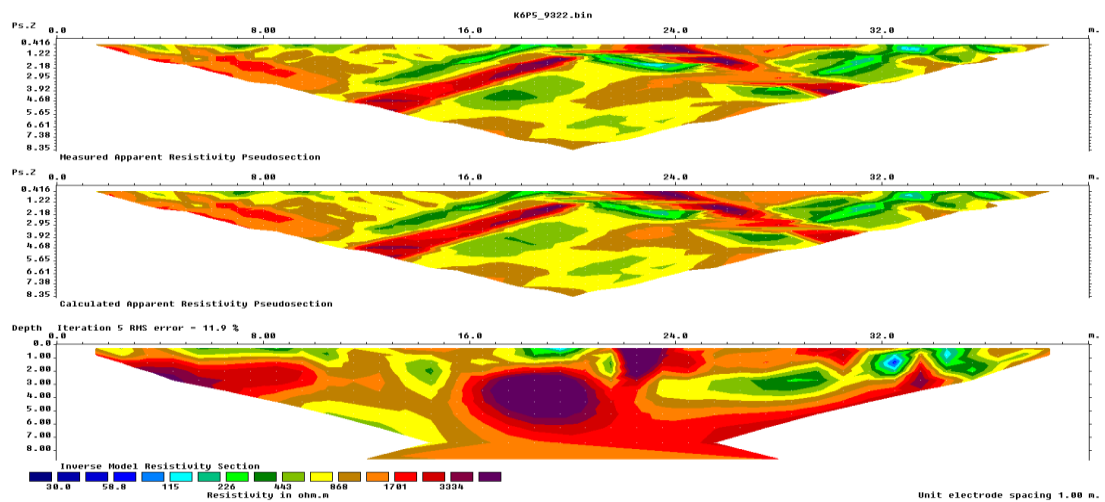 K6P5_9322.bin
Ps.Z 0.0 8.00 16.0 24.0 32.0 m.
0.416
1.22
2.18
2.95
3.92
4.68
5.65
6.61
7.38
8.35
Measured Apparent Resistivity Pseudosection
Ps.Z 0.0 8.00 16.0 24.0 32.0 m.
0.416
1.22
2.18
2.95
3.92
4.68
5.65
6.61
7.38
8.35
Calculated Apparent Resistivity Pseudosection
Depth Iteration 5 RMS error = 11.9 %
0.0 8.00 16.0 24.0 32.0 m.
0.0
1.00
2.00
3.00
4.00
5.00
6.00
7.00
8.00
Inverse Model Resistivity Section
30.0 58.8 115 226 443 868 1701 3334
Resistivity in ohm.m
Unit electrode spacing 1.00 m.